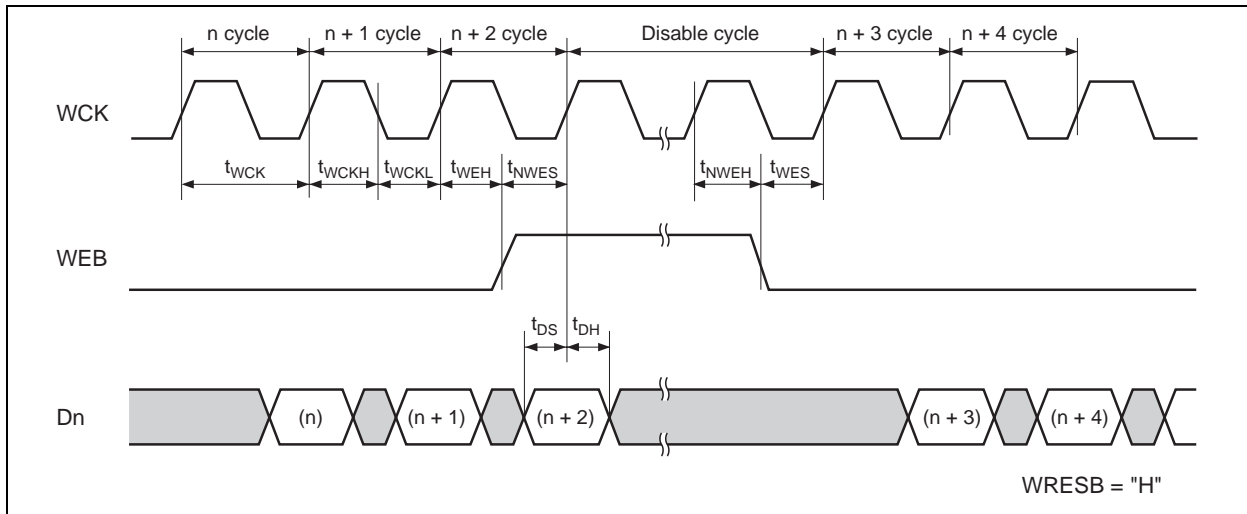 n cycle n + 1 cycle n + 2 cycle Disable cycle n + 3 cycle n + 4 cycle
WCK
tWCK tWCKH tWCKL tWEH tNWES tNWEH tWES
WEB
tDS tDH
Dn (n) (n + 1) (n + 2) (n + 3) (n + 4)
WRESB = "H"